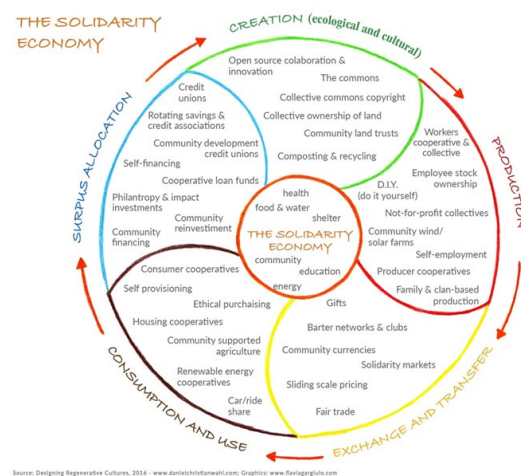 THE SOLIDARITY
ECONOMY
CREATION (ecological and cultural)
Open source colaboration &
innovation
The commons
Collective commons copyright
Collective ownership of land
Community land trusts
Composting & recycling
PRODUCTION
Workers
cooperative &
collective
Employee stock
ownership
D.I.Y.
(do it yourself)
Not-for-profit collectives
Community wind/
solar farms
Self-employment
Producer cooperatives
Family & clan-based
production
EXCHANGE AND TRANSFER
Gifts
Barter networks & clubs
Community currencies
Solidarity markets
Sliding scale pricing
Fair trade
CONSUMPTION AND USE
Consumer cooperatives
Self provisioning
Ethical purchaising
Housing cooperatives
Community supported
agriculture
Renewable energy
cooperatives
Car/ride
share
SURPUS ALLOCATION
Credit
unions
Rotating savings &
credit associations
Community development
credit unions
Self-financing
Cooperative loan funds
Philantropy & impact
investments
Community
reinvestment
Community
financing
health
food & water
shelter
THE SOLIDARITY
ECONOMY
community
education
energy
Source: Designing Regenerative Cultures, 2016 - www.danielchristianwahl.com; Graphics: www.flaviagargiulo.com